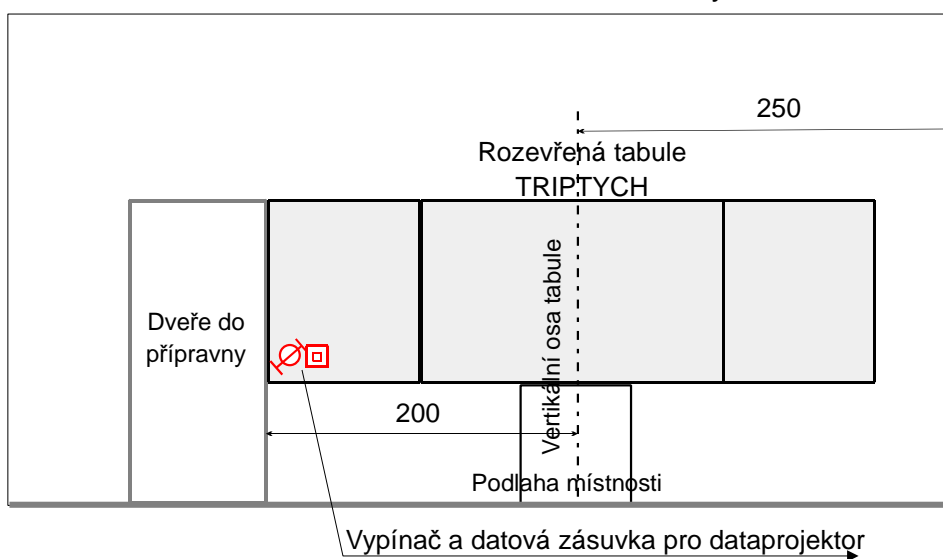 250
Rozevřená tabule
TRIPTYCH
Vertikální osa tabule
Dveře do
přípravny
200
Podlaha místnosti
Vypínač a datová zásuvka pro dataprojektor